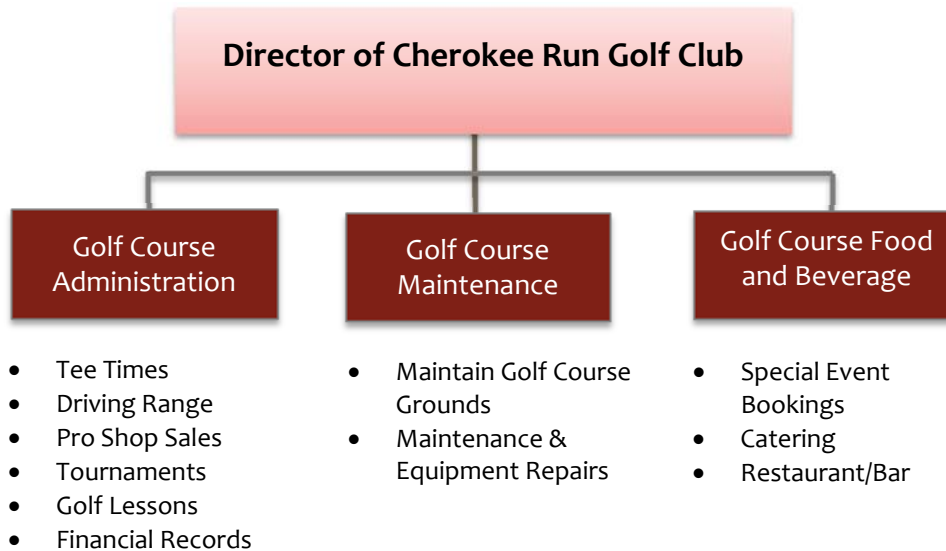 Director of Cherokee Run Golf Club
Golf Course
Administration
Golf Course
Maintenance
Golf Course Food
and Beverage
• Tee Times
• Driving Range
• Pro Shop Sales
• Tournaments
• Golf Lessons
• Financial Records
• Maintain Golf Course
Grounds
• Maintenance &
Equipment Repairs
• Special Event
Bookings
• Catering
• Restaurant/Bar